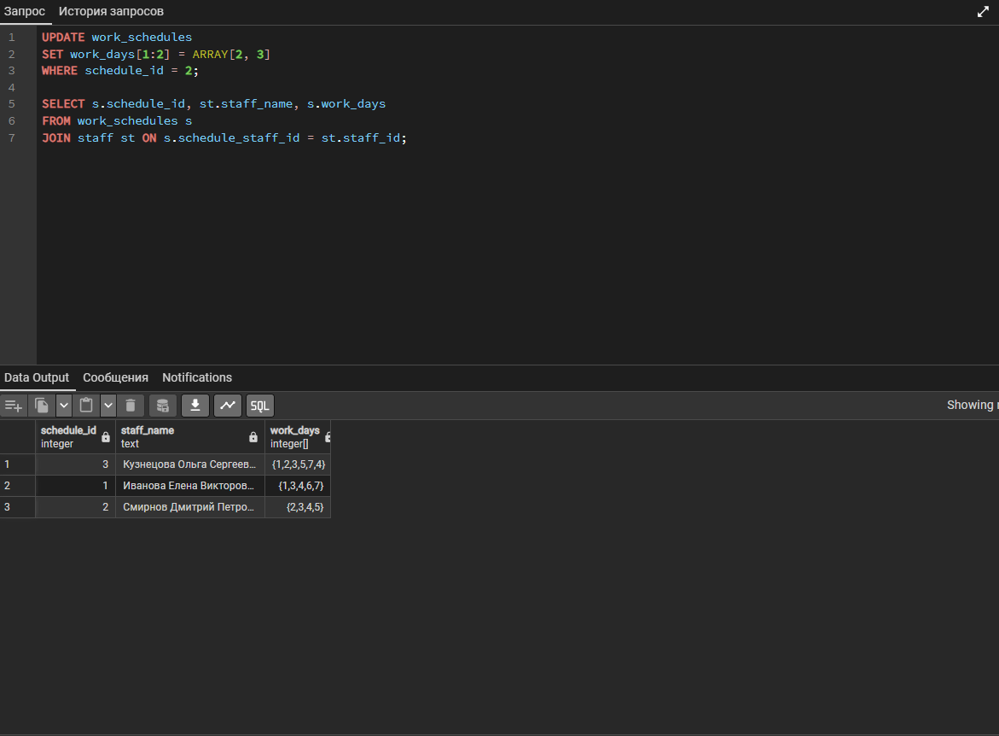 Запрос История запросов
1 UPDATE work_schedules
2 SET work_days[1:2] = ARRAY[2, 3]
3 WHERE schedule_id = 2;
4
5 SELECT s.schedule_id, st.staff_name, s.work_days
6 FROM work_schedules s
7 JOIN staff st ON s.schedule_staff_id = st.staff_id;
Data Output Сообщения Notifications
SQL Showing
schedule_id staff_name work_days
integer text integer[]
1 3 Кузнецова Ольга Сергеев... {1,2,3,5,7,4}
2 1 Иванова Елена Викторов... {1,3,4,6,7}
3 2 Смирнов Дмитрий Петро... {2,3,4,5}